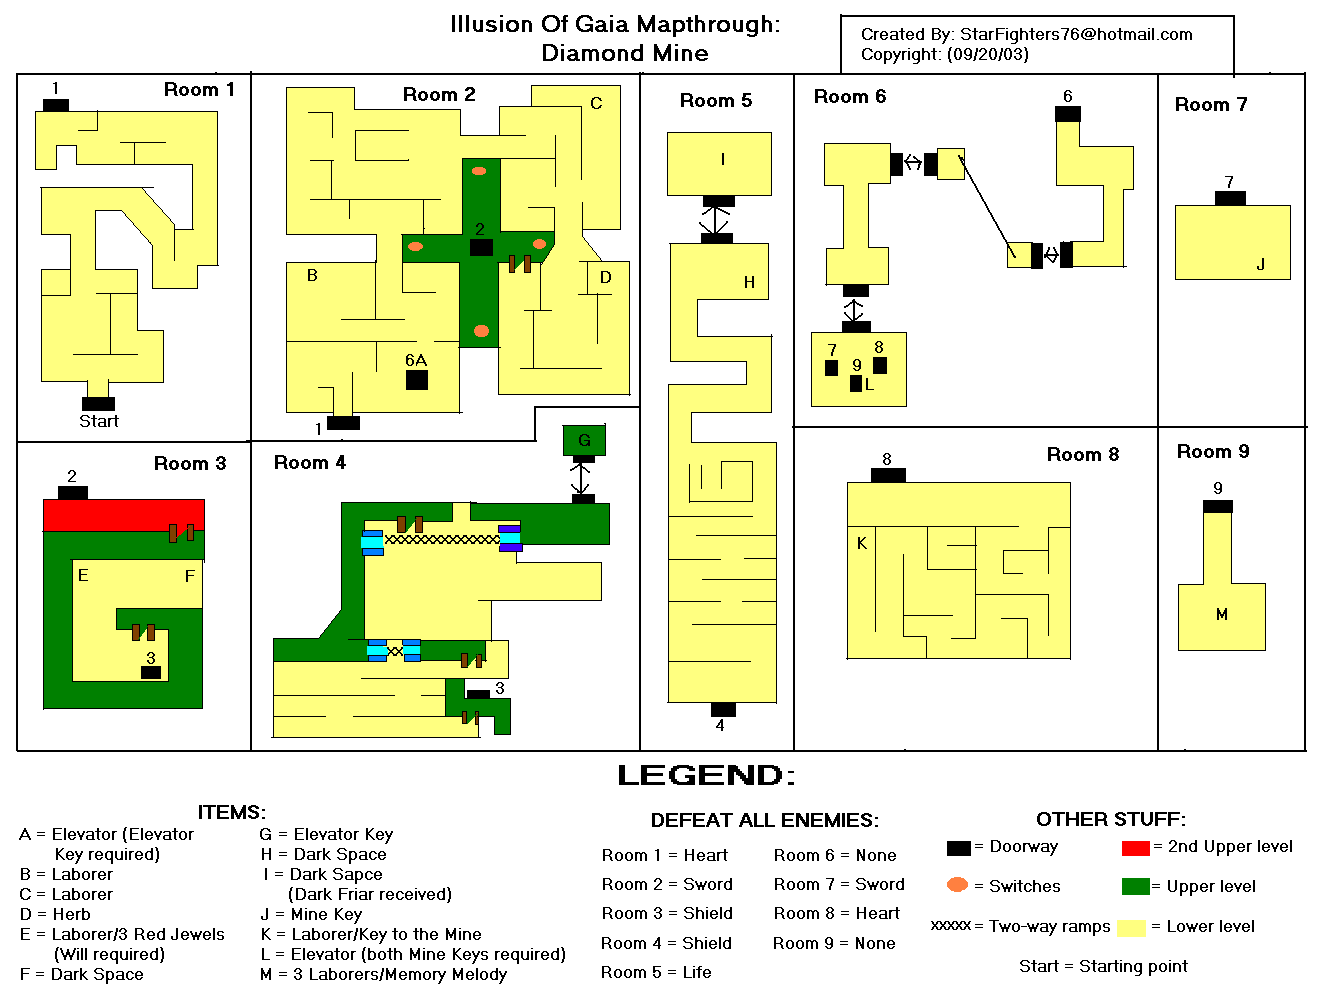 Illusion Of Gaia Mapthrough:
Diamond Mine
Created By: StarFighters76@hotmail.com
Copyright: (09/20/03)
Room 1
1
Start
Room 2
C
2
B
D
6A
1
Room 5
I
H
4
Room 6
6
7
8
9
L
Room 7
7
J
Room 3
2
E
F
3
Room 4
G
3
Room 8
8
K
Room 9
9
M
LEGEND:
ITEMS:
A = Elevator (Elevator
Key required)
B = Laborer
C = Laborer
D = Herb
E = Laborer/3 Red Jewels
(Will required)
F = Dark Space
G = Elevator Key
H = Dark Space
I = Dark Sapce
(Dark Friar received)
J = Mine Key
K = Laborer/Key to the Mine
L = Elevator (both Mine Keys required)
M = 3 Laborers/Memory Melody
DEFEAT ALL ENEMIES:
Room 1 = Heart
Room 2 = Sword
Room 3 = Shield
Room 4 = Shield
Room 5 = Life
Room 6 = None
Room 7 = Sword
Room 8 = Heart
Room 9 = None
OTHER STUFF:
= Doorway
= Switches
xxxxx = Two-way ramps
= 2nd Upper level
= Upper level
= Lower level
Start = Starting point